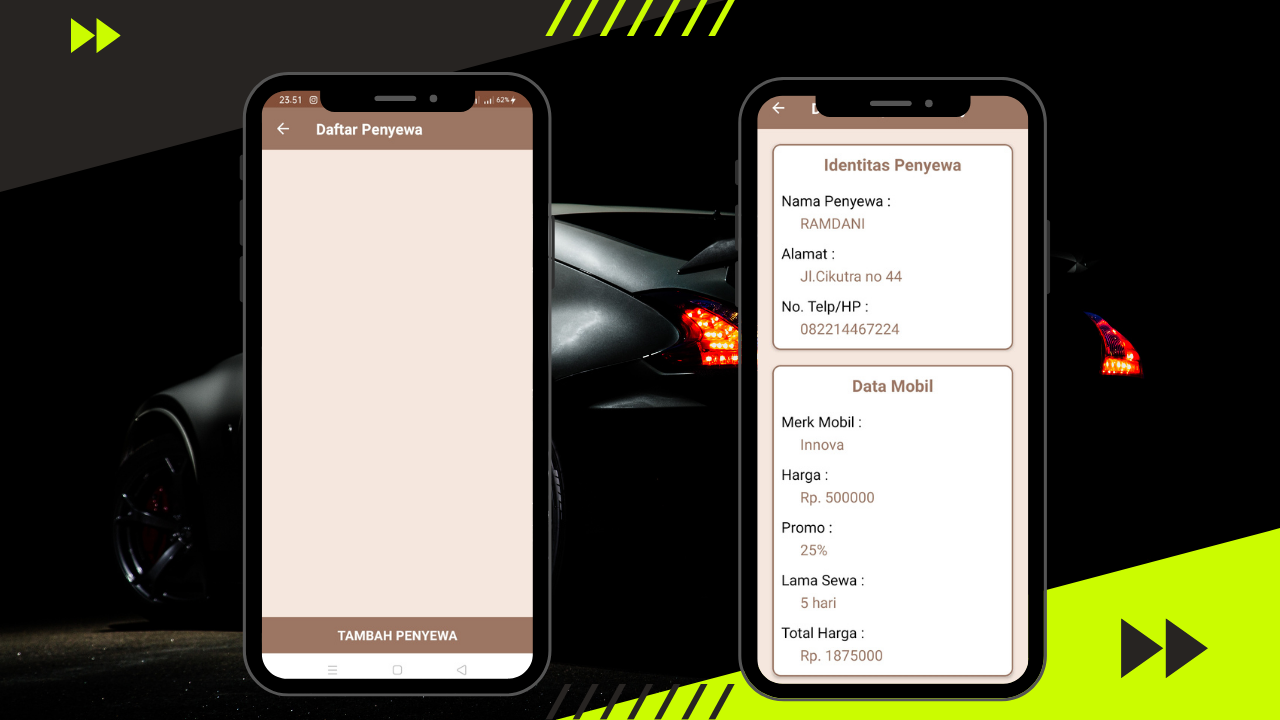 23.51
62%
Daftar Penyewa
TAMBAH PENYEWA
Identitas Penyewa
Nama Penyewa :
RAMDANI
Alamat :
Jl.Cikutra no 44
No. Telp/HP :
082214467224
Data Mobil
Merk Mobil :
Innova
Harga :
Rp. 500000
Promo :
25%
Lama Sewa :
5 hari
Total Harga :
Rp. 1875000